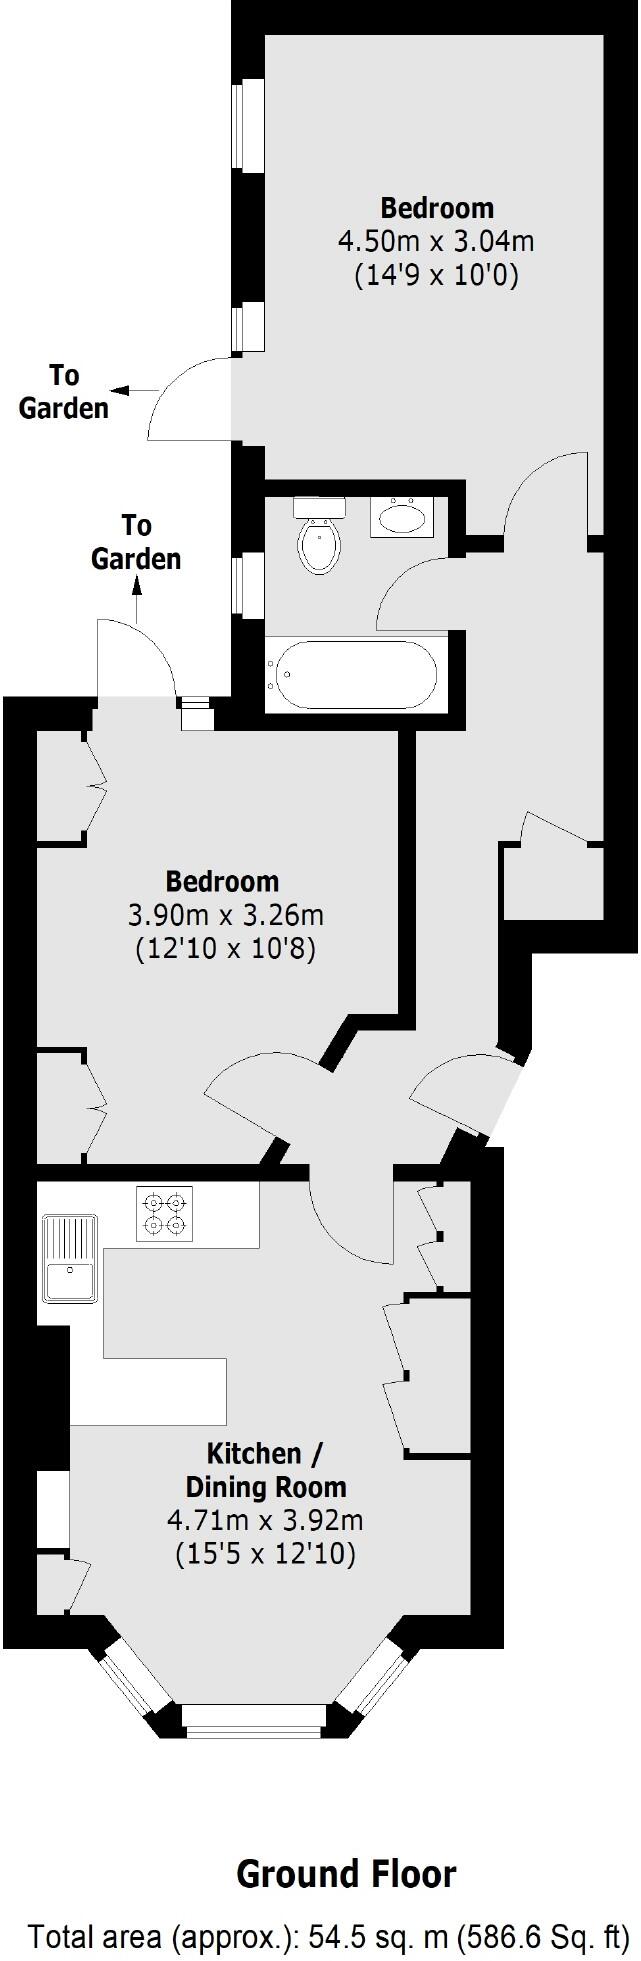 Bedroom
4.50m x 3.04m
(14'9 x 10'0)
To
Garden
To
Garden
Bedroom
3.90m x 3.26m
(12'10 x 10'8)
Kitchen /
Dining Room
4.71m x 3.92m
(15'5 x 12'10)
Ground Floor
Total area (approx.): 54.5 sq. m (586.6 Sq. ft)